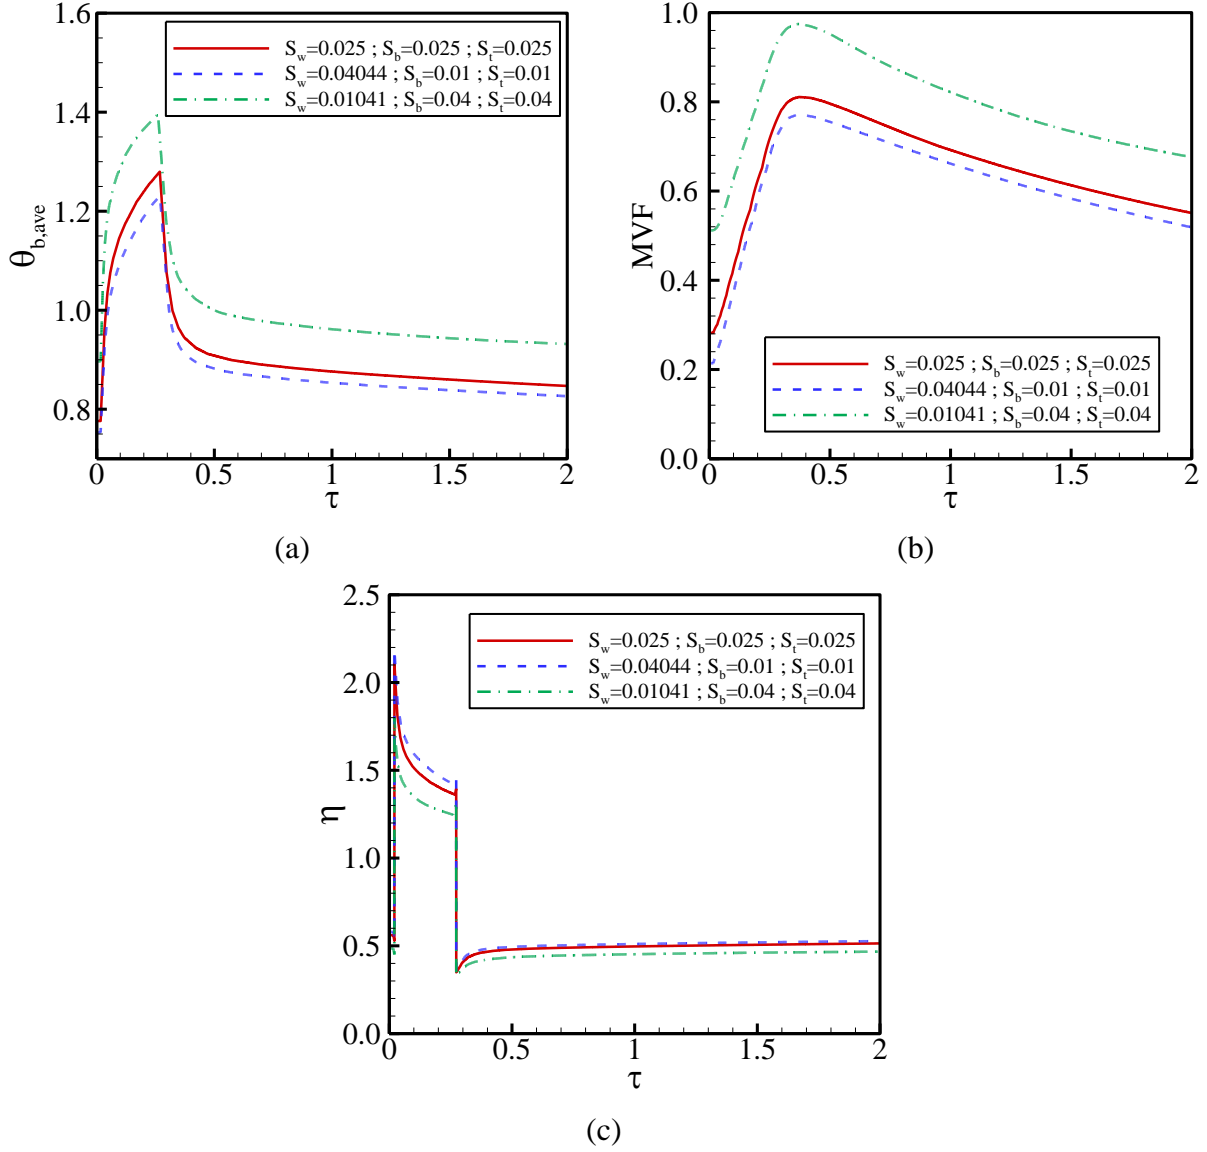 1.6
1.4
1.2
1.0
0.8
θb,ave
S_w=0.025 ; S_b=0.025 ; S_t=0.025
S_w=0.04044 ; S_b=0.01 ; S_t=0.01
S_w=0.01041 ; S_b=0.04 ; S_t=0.04
0 0.5 1 1.5 2
τ
(a)
1.0
0.8
0.6
0.4
0.2
0.0
MVF
S_w=0.025 ; S_b=0.025 ; S_t=0.025
S_w=0.04044 ; S_b=0.01 ; S_t=0.01
S_w=0.01041 ; S_b=0.04 ; S_t=0.04
0 0.5 1 1.5 2
τ
(b)
2.5
2.0
1.5
1.0
0.5
0.0
η
S_w=0.025 ; S_b=0.025 ; S_t=0.025
S_w=0.04044 ; S_b=0.01 ; S_t=0.01
S_w=0.01041 ; S_b=0.04 ; S_t=0.04
0 0.5 1 1.5 2
τ
(c)